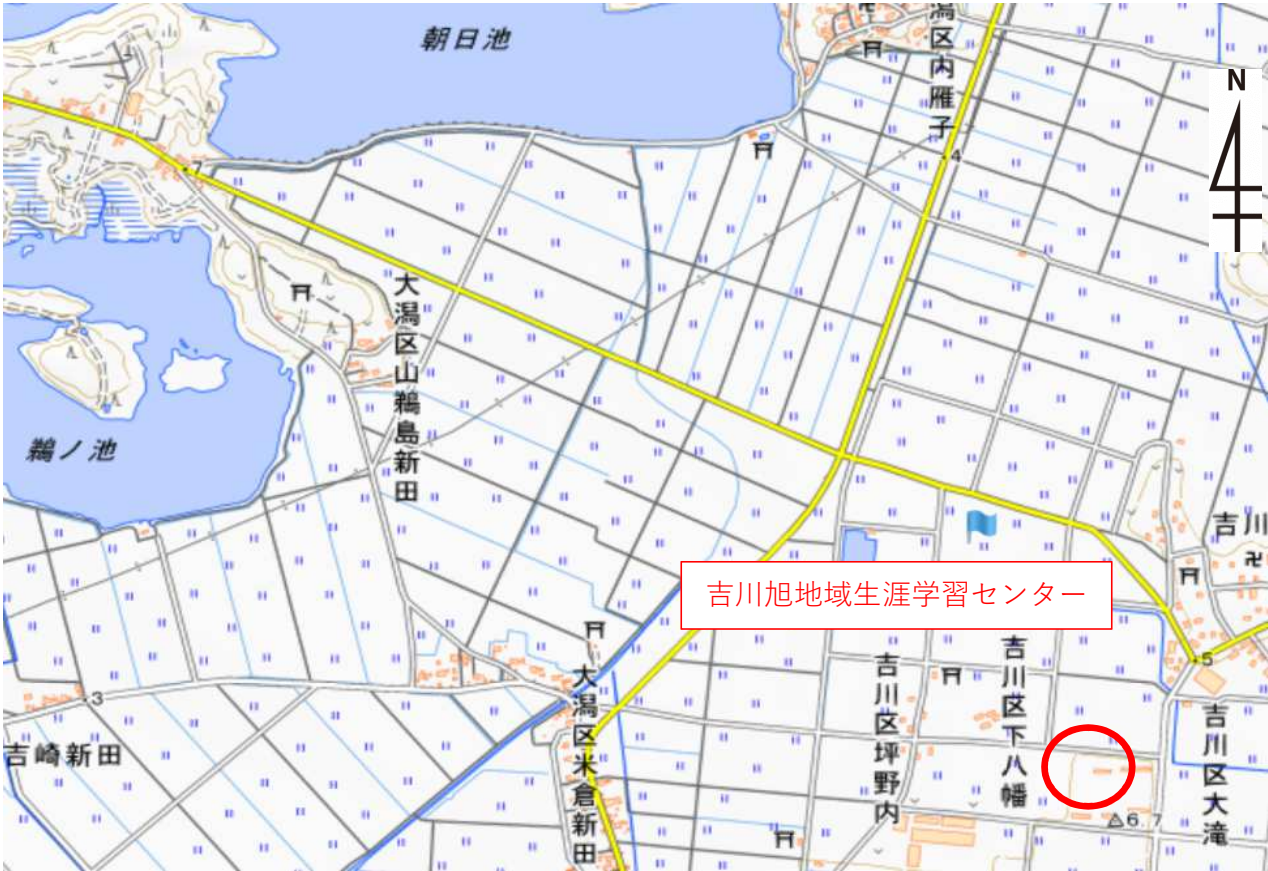 朝日池
潟区内雁子
N
4
7
大潟区山鵜島新田
鵜ノ池
吉川
吉川旭地域生涯学習センター
吉川区下八幡
吉川区坪野内
5
大潟区米倉新田
3
吉崎新田
吉川区大滝
6.7